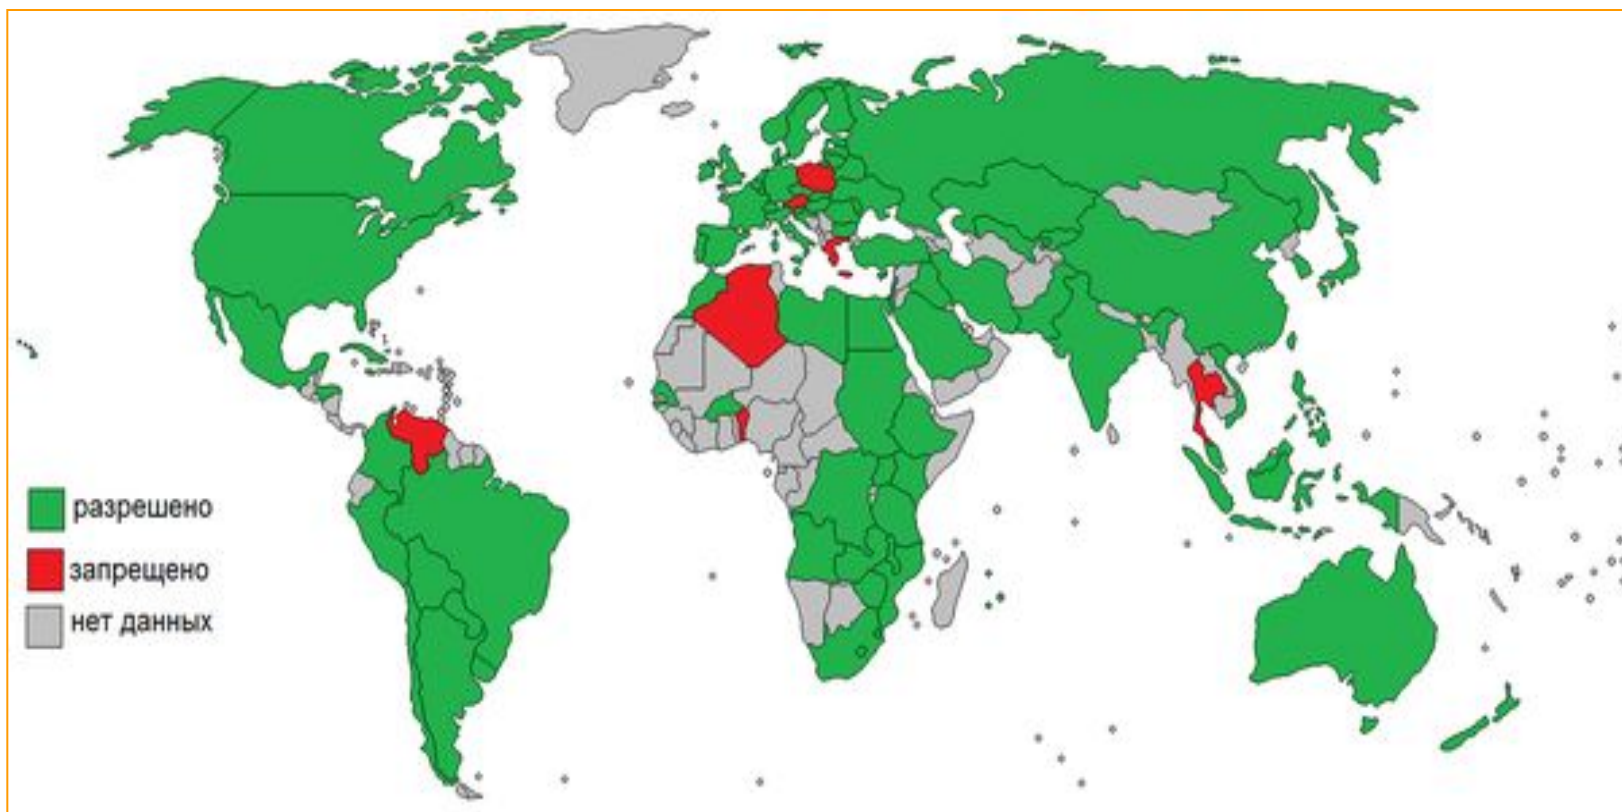 разрешено
запрещено
нет данных